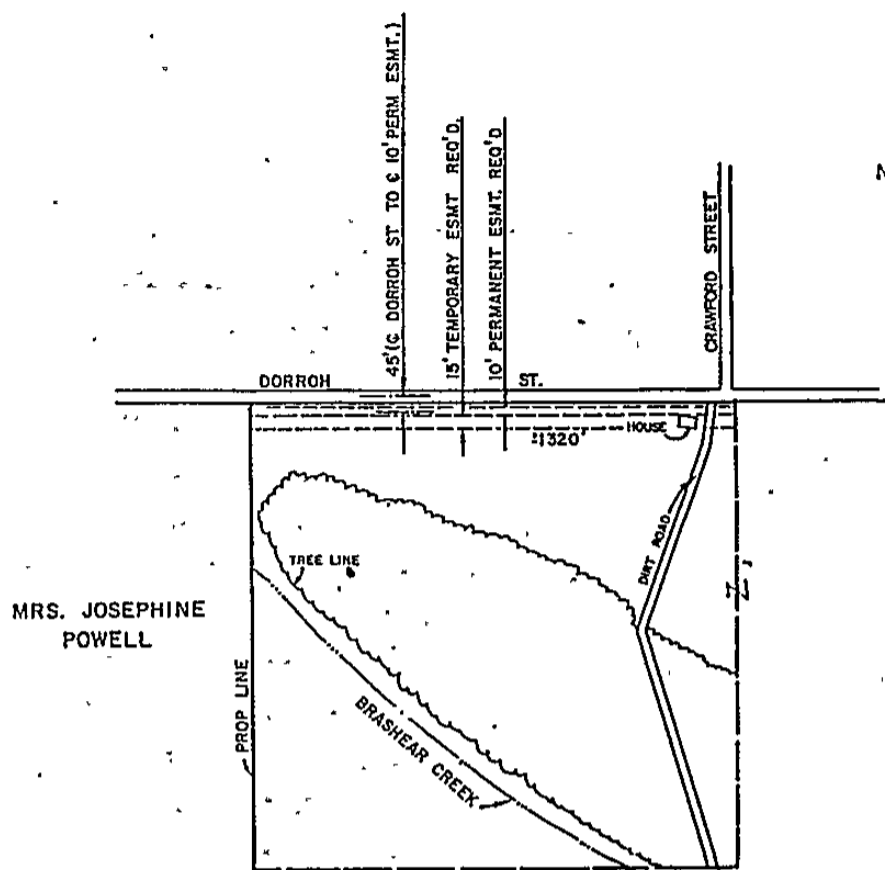 45'(℄ DORROH ST TO ℄ 10' PERM ESMT.)
15' TEMPORARY ESMT REQ'D.
10' PERMANENT ESMT. REQ'D
CRAWFORD STREET
N
DORROH ST.
HOUSE
±1320'
DIRT ROAD
TREE LINE
MRS. JOSEPHINE
POWELL
PROP LINE
BRASHEAR CREEK